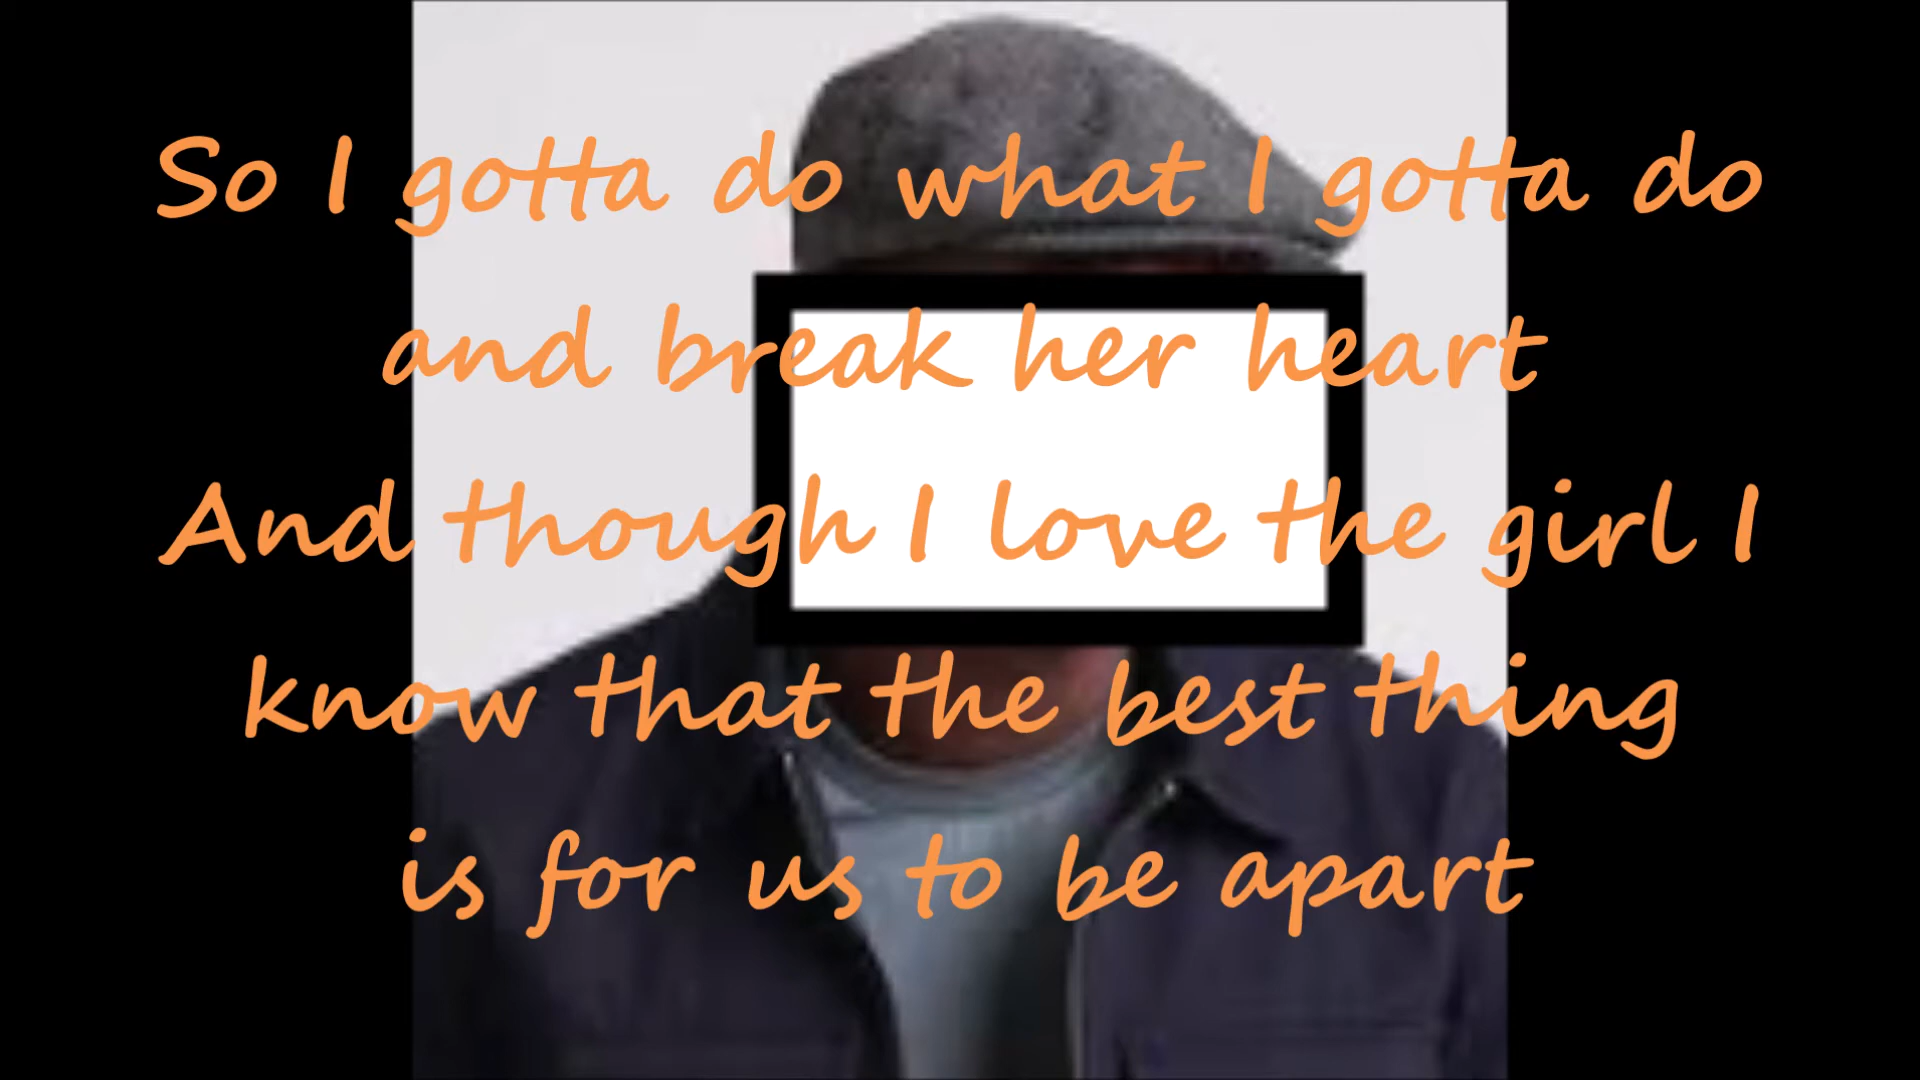 So I gotta do what I gotta do
and break her heart
And though I love the girl I
know that the best thing
is for us to be apart